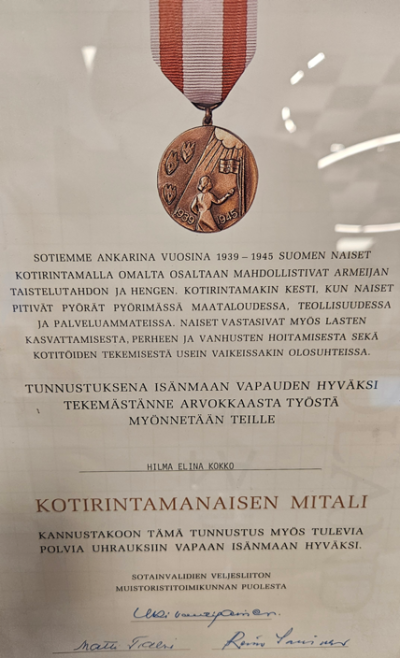 1939 1945
SOTIEMME ANKARINA VUOSINA 1939 – 1945 SUOMEN NAISET
KOTIRINTAMALLA OMALTA OSALTAAN MAHDOLLISTIVAT ARMEIJAN
TAISTELUTAHDON JA HENGEN. KOTIRINTAMAKIN KESTI, KUN NAISET
PITIVÄT PYÖRÄT PYÖRIMÄSSÄ MAATALOUDESSA, TEOLLISUUDESSA
JA PALVELUAMMATEISSA. NAISET VASTASIVAT MYÖS LASTEN
KASVATTAMISESTA, PERHEEN JA VANHUSTEN HOITAMISESTA SEKÄ
KOTITÖIDEN TEKEMISESTÄ USEIN VAIKEISSAKIN OLOSUHTEISSA.
TUNNUSTUKSENA ISÄNMAAN VAPAUDEN HYVÄKSI
TEKEMÄSTÄNNE ARVOKKAASTA TYÖSTÄ
MYÖNNETÄÄN TEILLE
HILMA ELINA KOKKO
KOTIRINTAMANAISEN MITALI
KANNUSTAKOON TÄMÄ TUNNUSTUS MYÖS TULEVIA
POLVIA UHRAUKSIIN VAPAAN ISÄNMAAN HYVÄKSI.
SOTAINVALIDIEN VELJESLIITON
MUISTORISTITOIMIKUNNAN PUOLESTA
Matti